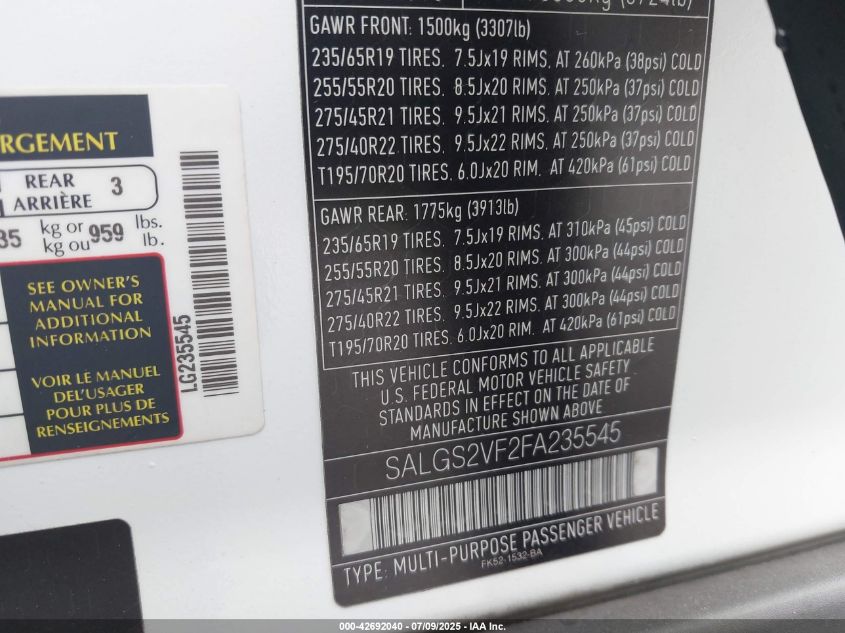 RGEMENT
REAR 3
ARRIÈRE
35 kg or 959 lbs.
kg ou lb.
SEE OWNER'S
MANUAL FOR
ADDITIONAL
INFORMATION
VOIR LE MANUEL
DEL'USAGER
POUR PLUS DE
RENSEIGNEMENTS
LG235545
GAWR FRONT: 1500kg (3307lb)
235/65R19 TIRES, 7.5Jx19 RIMS, AT 260kPa (38psi) COLD
255/55R20 TIRES, 8.5Jx20 RIMS, AT 250kPa (37psi) COLD
275/45R21 TIRES, 9.5Jx21 RIMS, AT 250kPa (37psi) COLD
275/40R22 TIRES, 9.5Jx22 RIMS, AT 250kPa (37psi) COLD
T195/70R20 TIRES, 6.0Jx20 RIM, AT 420kPa (61psi) COLD
GAWR REAR: 1775kg (3913lb)
235/65R19 TIRES, 7.5Jx19 RIMS, AT 310kPa (45psi) COLD
255/55R20 TIRES, 8.5Jx20 RIMS, AT 300kPa (44psi) COLD
275/45R21 TIRES, 9.5Jx21 RIMS, AT 300kPa (44psi) COLD
275/40R22 TIRES, 9.5Jx22 RIMS, AT 300kPa (44psi) COLD
T195/70R20 TIRES, 6.0Jx20 RIM, AT 420kPa (61psi) COLD
THIS VEHICLE CONFORMS TO ALL APPLICABLE
U.S. FEDERAL MOTOR VEHICLE SAFETY
STANDARDS IN EFFECT ON THE DATE OF
MANUFACTURE SHOWN ABOVE
SALGS2VF2FA235545
TYPE: MULTI-PURPOSE PASSENGER VEHICLE
FK52-1532-BA
000-42692040 - 07/09/2025 - IAA Inc.